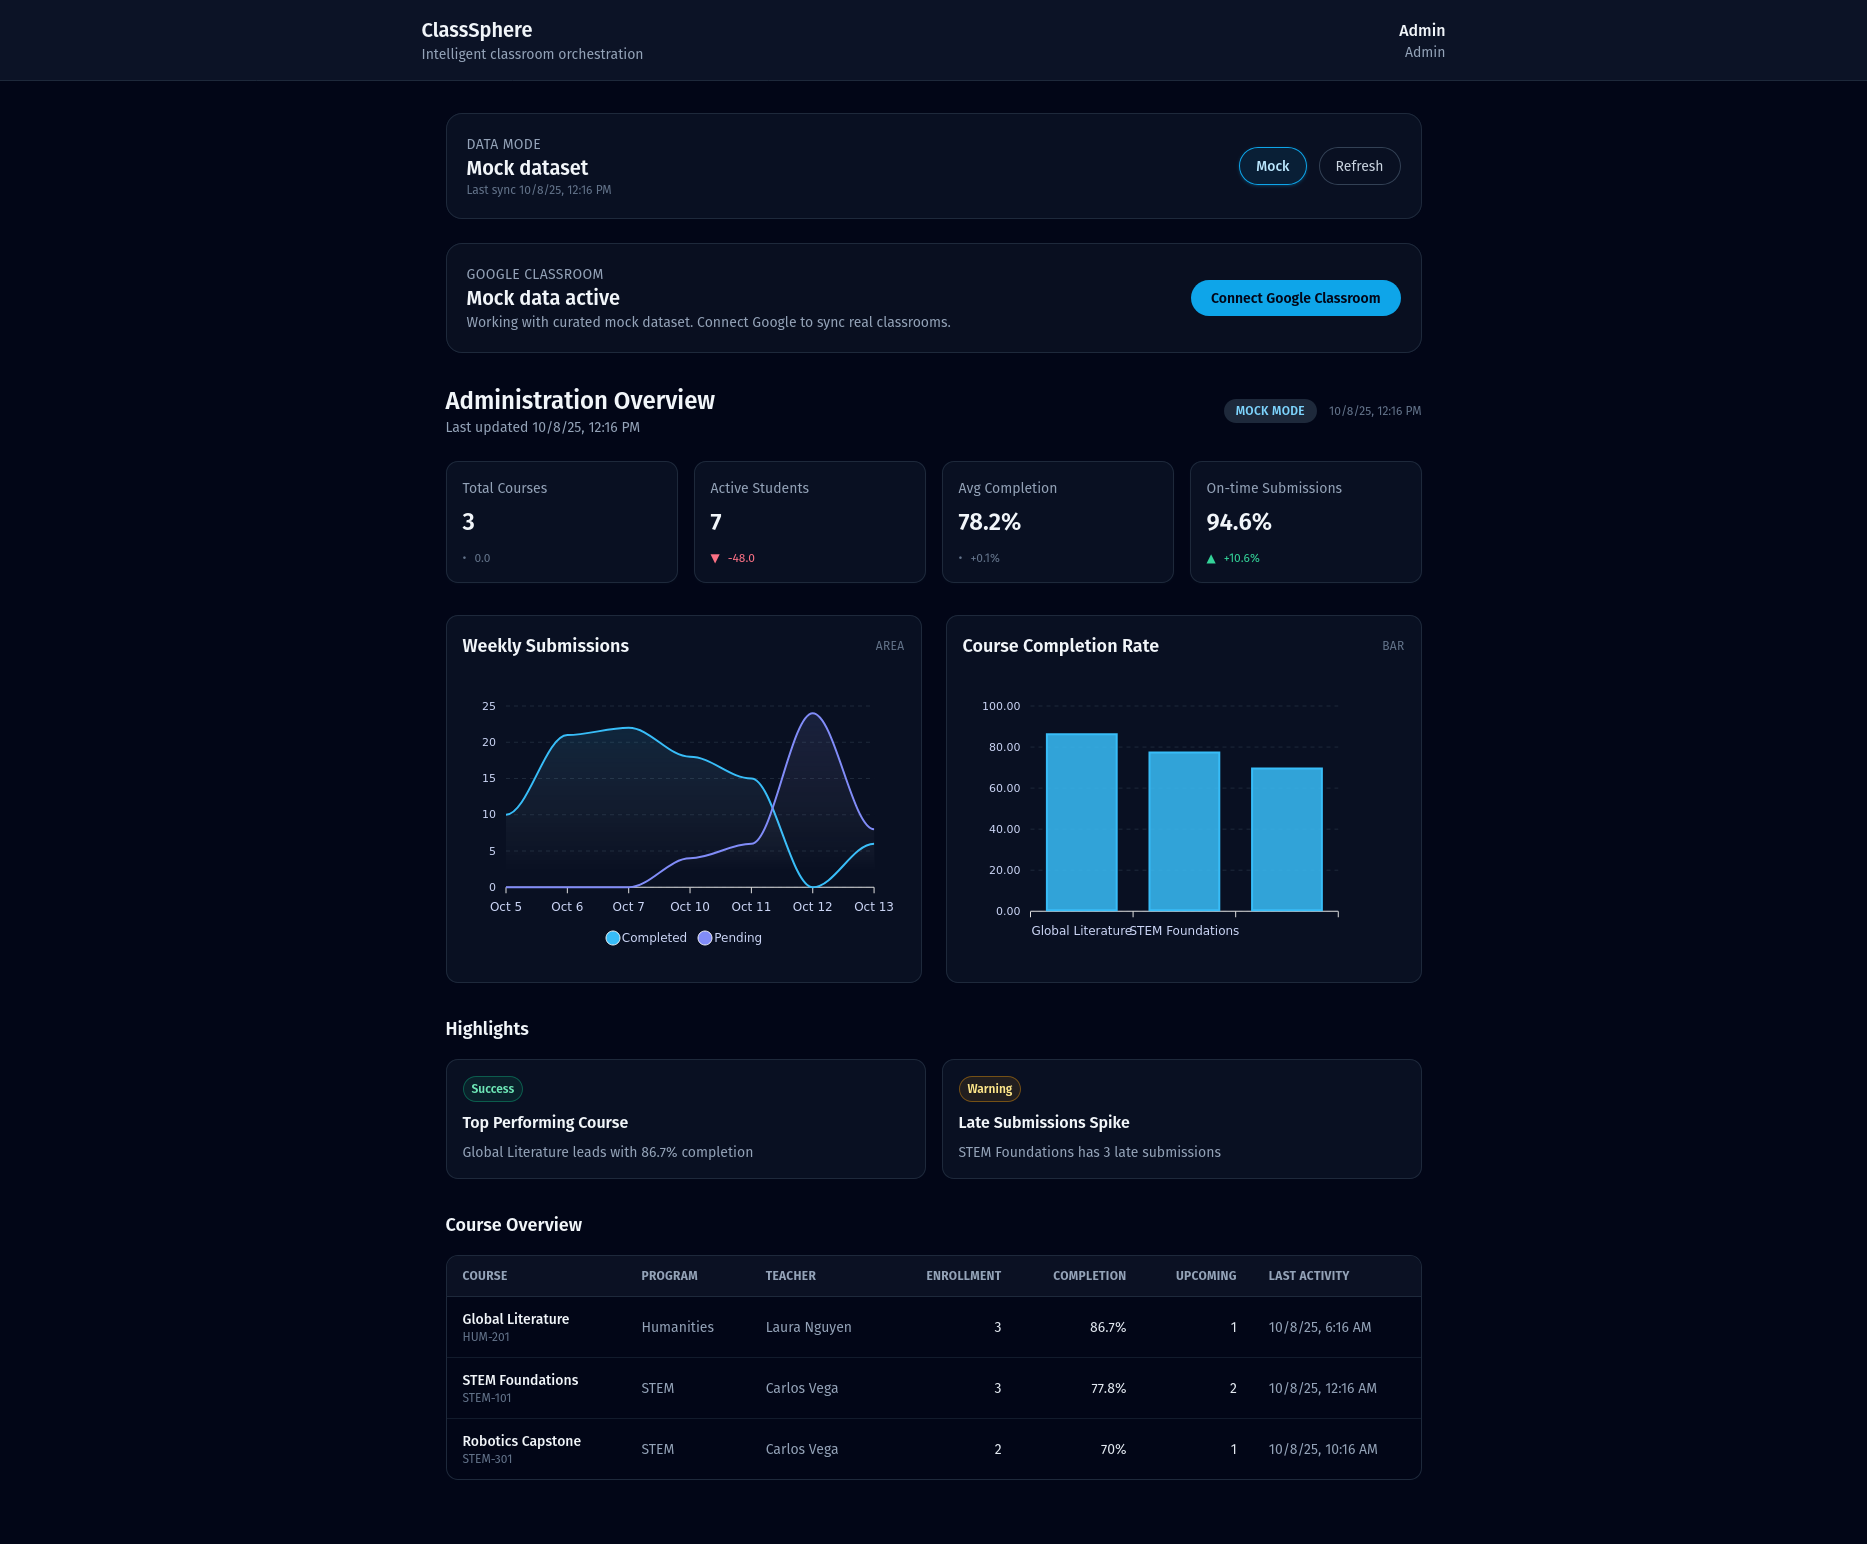 ClassSphere
Intelligent classroom orchestration
Admin
Admin
DATA MODE
Mock dataset
Last sync 10/8/25, 12:16 PM
Mock
Refresh
GOOGLE CLASSROOM
Mock data active
Working with curated mock dataset. Connect Google to sync real classrooms.
Connect Google Classroom
Administration Overview
Last updated 10/8/25, 12:16 PM
MOCK MODE
10/8/25, 12:16 PM
Total Courses
3
• 0.0
Active Students
7
▼ -48.0
Avg Completion
78.2%
• +0.1%
On-time Submissions
94.6%
▲ +10.6%
Weekly Submissions
AREA
25
20
15
10
5
0
Oct 5 Oct 6 Oct 7 Oct 10 Oct 11 Oct 12 Oct 13
Completed Pending
Course Completion Rate
BAR
100.00
80.00
60.00
40.00
20.00
0.00
Global Literature STEM Foundations
Highlights
Success
Top Performing Course
Global Literature leads with 86.7% completion
Warning
Late Submissions Spike
STEM Foundations has 3 late submissions
Course Overview
COURSE PROGRAM TEACHER ENROLLMENT COMPLETION UPCOMING LAST ACTIVITY
Global Literature
HUM-201
Humanities Laura Nguyen 3 86.7% 1 10/8/25, 6:16 AM
STEM Foundations
STEM-101
STEM Carlos Vega 3 77.8% 2 10/8/25, 12:16 AM
Robotics Capstone
STEM-301
STEM Carlos Vega 2 70% 1 10/8/25, 10:16 AM